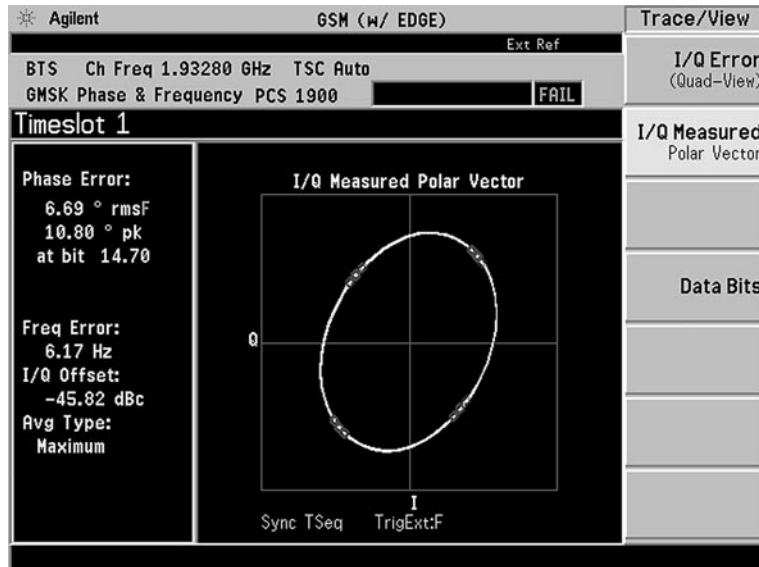 Agilent
GSM (w/ EDGE)
Trace/View
Ext Ref
BTS Ch Freq 1.93280 GHz TSC Auto
GMSK Phase & Frequency PCS 1900 FAIL
Timeslot 1
Phase Error:
6.69 ° rmsF
10.80 ° pk
at bit 14.70
Freq Error:
6.17 Hz
I/Q Offset:
-45.82 dBc
Avg Type:
Maximum
I/Q Measured Polar Vector
Q
I
Sync TSeq TrigExt:F
I/Q Error
(Quad-View)
I/Q Measured
Polar Vector
Data Bits